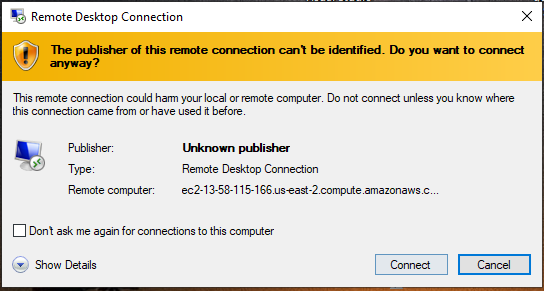 Remote Desktop Connection
The publisher of this remote connection can't be identified. Do you want to connect
anyway?
This remote connection could harm your local or remote computer. Do not connect unless you know where
this connection came from or have used it before.
Publisher: Unknown publisher
Type: Remote Desktop Connection
Remote computer: ec2-13-58-115-166.us-east-2.compute.amazonaws.c...
Don't ask me again for connections to this computer
Show Details Connect Cancel